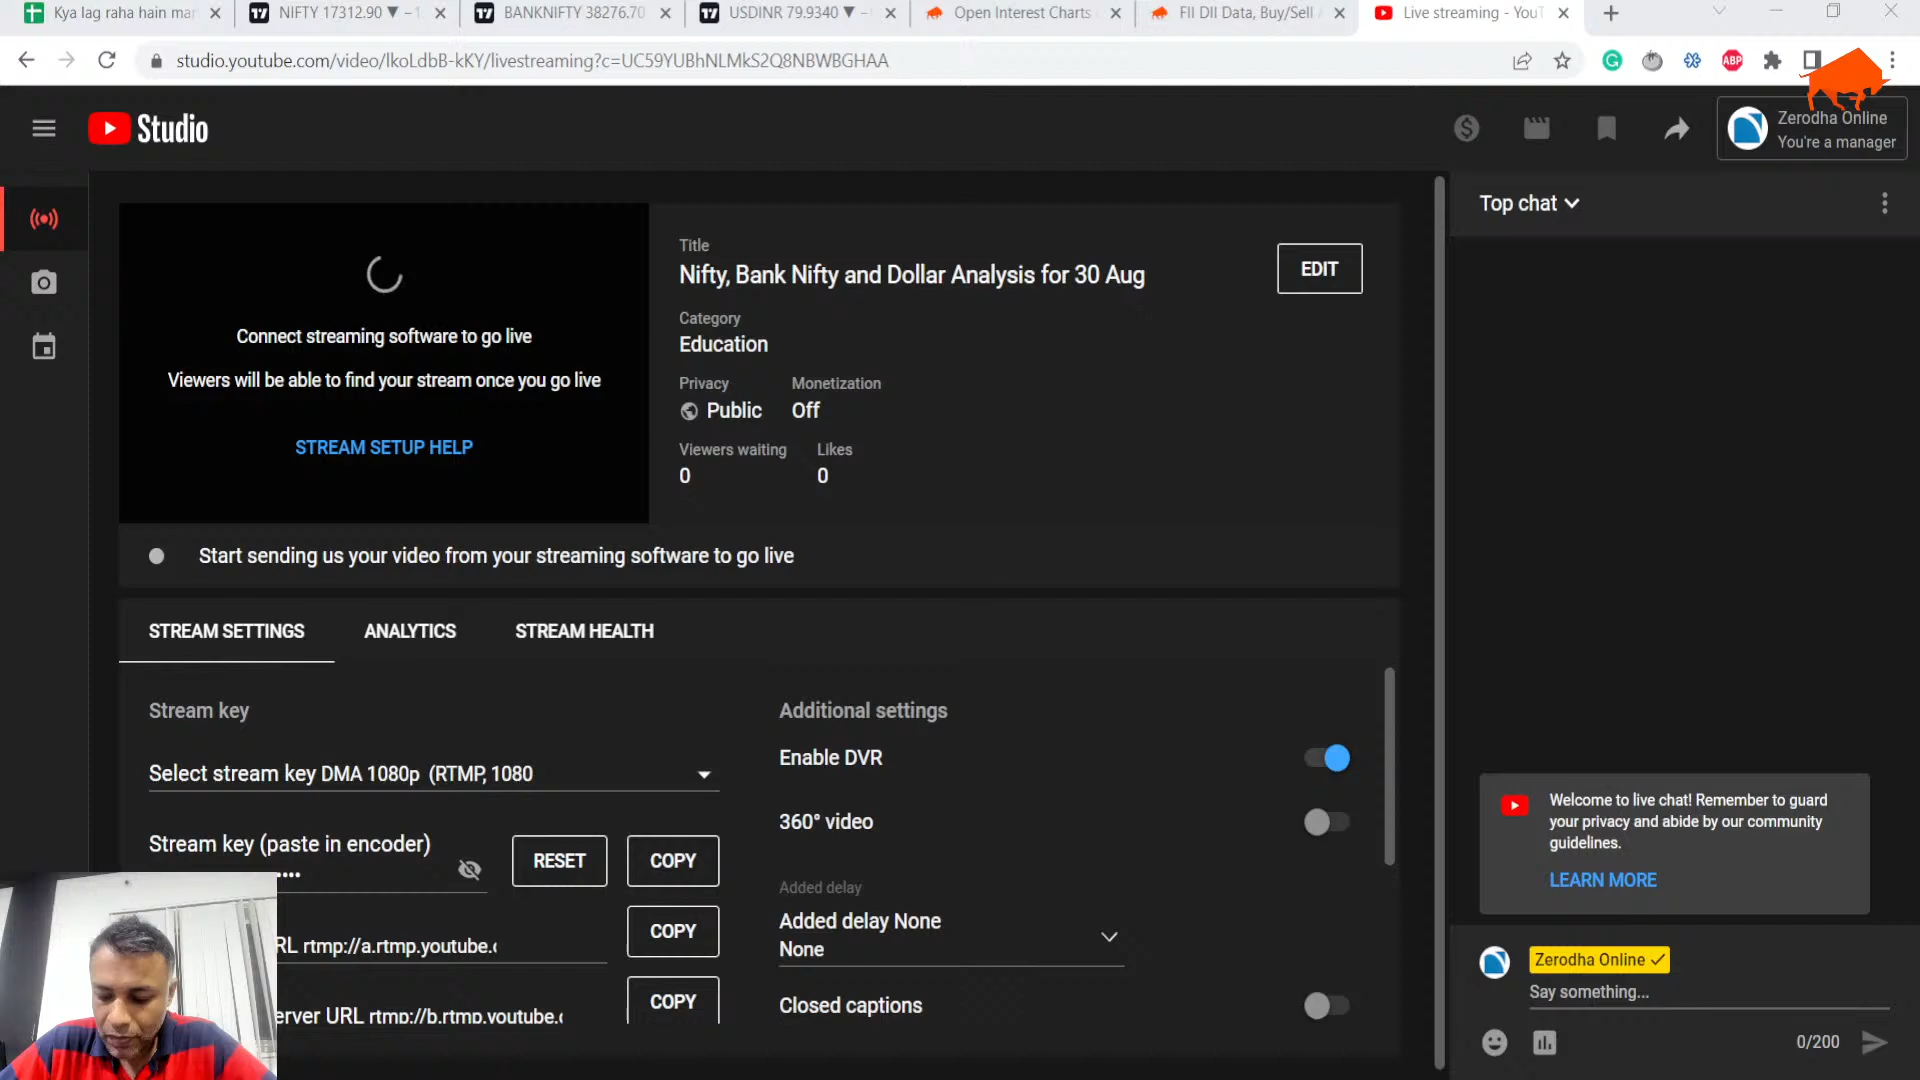 Kya lag raha hain mar
NIFTY 17312.90 ▼ −1
BANKNIFTY 38276.70
USDINR 79.9340 ▼ −
Open Interest Charts
FII DII Data, Buy/Sell
Live streaming - YouT
studio.youtube.com/video/lkoLdbB-kKY/livestreaming?c=UC59YUBhNLMkS2Q8NBWBGHAA
ABP
Studio
Zerodha Online
You're a manager
Connect streaming software to go live
Viewers will be able to find your stream once you go live
STREAM SETUP HELP
Title
Nifty, Bank Nifty and Dollar Analysis for 30 Aug
EDIT
Category
Education
Privacy
Monetization
Public
Off
Viewers waiting
Likes
0
0
Start sending us your video from your streaming software to go live
STREAM SETTINGS
ANALYTICS
STREAM HEALTH
Stream key
Select stream key DMA 1080p (RTMP, 1080
Stream key (paste in encoder)
RESET
COPY
RL rtmp://a.rtmp.youtube.c
COPY
erver URL rtmp://b.rtmp.youtube.c
COPY
Additional settings
Enable DVR
360° video
Added delay
Added delay None
None
Closed captions
Top chat
Welcome to live chat! Remember to guard
your privacy and abide by our community
guidelines.
LEARN MORE
Zerodha Online ✓
Say something...
0/200